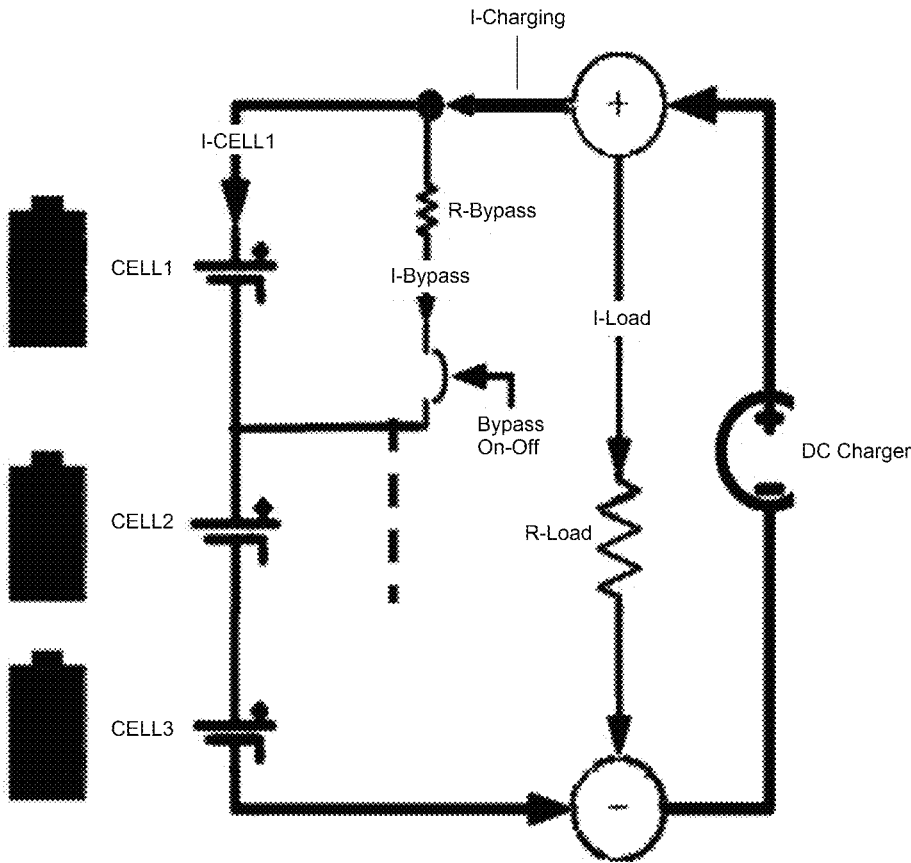 I-Charging
+
I-CELL1
R-Bypass
CELL1
I-Bypass
I-Load
Bypass
On-Off
DC Charger
CELL2
R-Load
CELL3
-